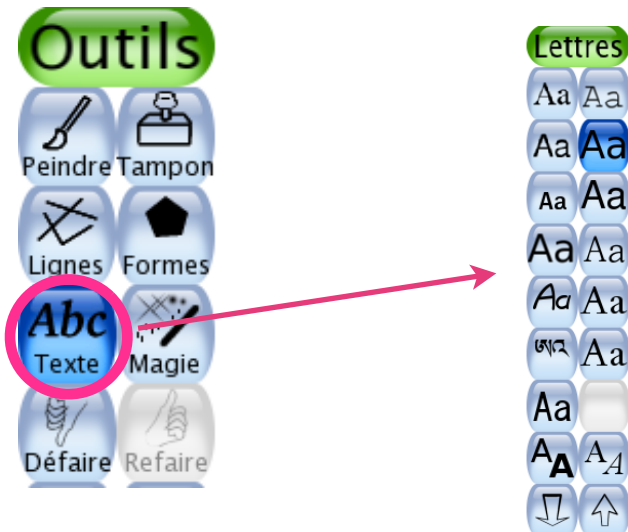 Outils
Peindre Tampon
Lignes Formes
Abc
Texte Magie
Défaire Refaire
Lettres
Aa Aa
Aa Aa
Aa Aa
Aa Aa
Aa Aa
Aa
Aa
AA AA